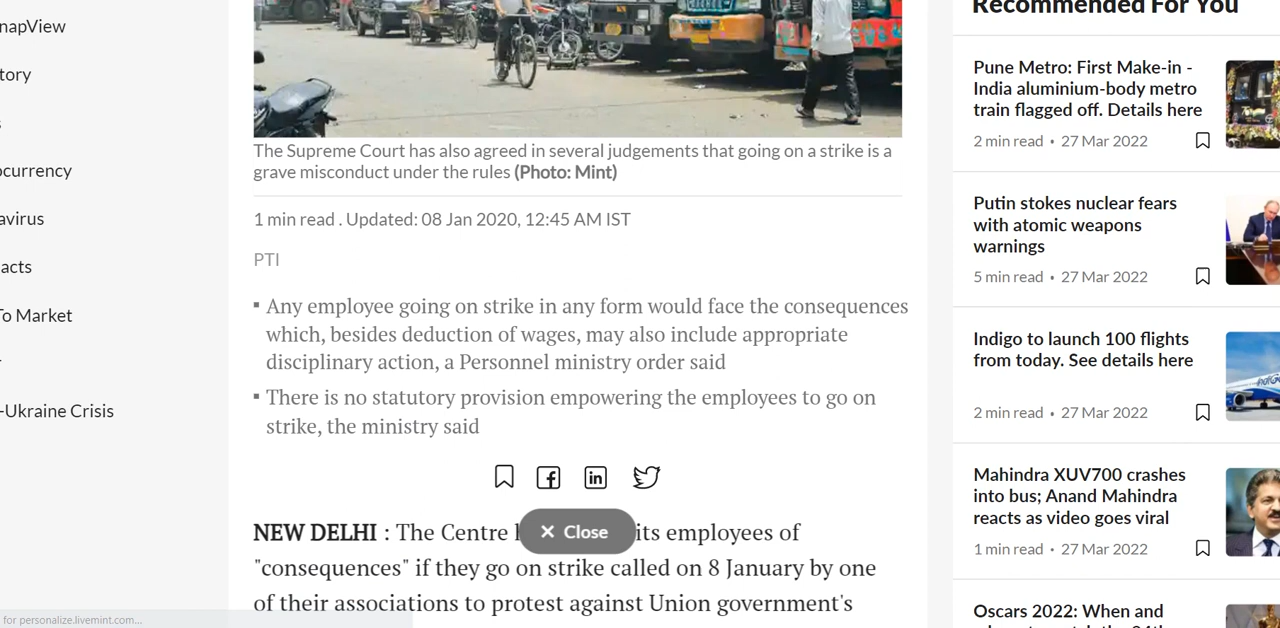 napView
tory
s
ocurrency
avirus
acts
To Market
-Ukraine Crisis
The Supreme Court has also agreed in several judgements that going on a strike is a
grave misconduct under the rules (Photo: Mint)
1 min read . Updated: 08 Jan 2020, 12:45 AM IST
PTI
▪ Any employee going on strike in any form would face the consequences
which, besides deduction of wages, may also include appropriate
disciplinary action, a Personnel ministry order said
▪ There is no statutory provision empowering the employees to go on
strike, the ministry said
NEW DELHI : The Centre its employees of
✕ Close
"consequences" if they go on strike called on 8 January by one
of their associations to protest against Union government's
for personalize.livemint.com...
Recommended For You
Pune Metro: First Make-in -
India aluminium-body metro
train flagged off. Details here
2 min read • 27 Mar 2022
Putin stokes nuclear fears
with atomic weapons
warnings
5 min read • 27 Mar 2022
Indigo to launch 100 flights
from today. See details here
2 min read • 27 Mar 2022
Mahindra XUV700 crashes
into bus; Anand Mahindra
reacts as video goes viral
1 min read • 27 Mar 2022
Oscars 2022: When and